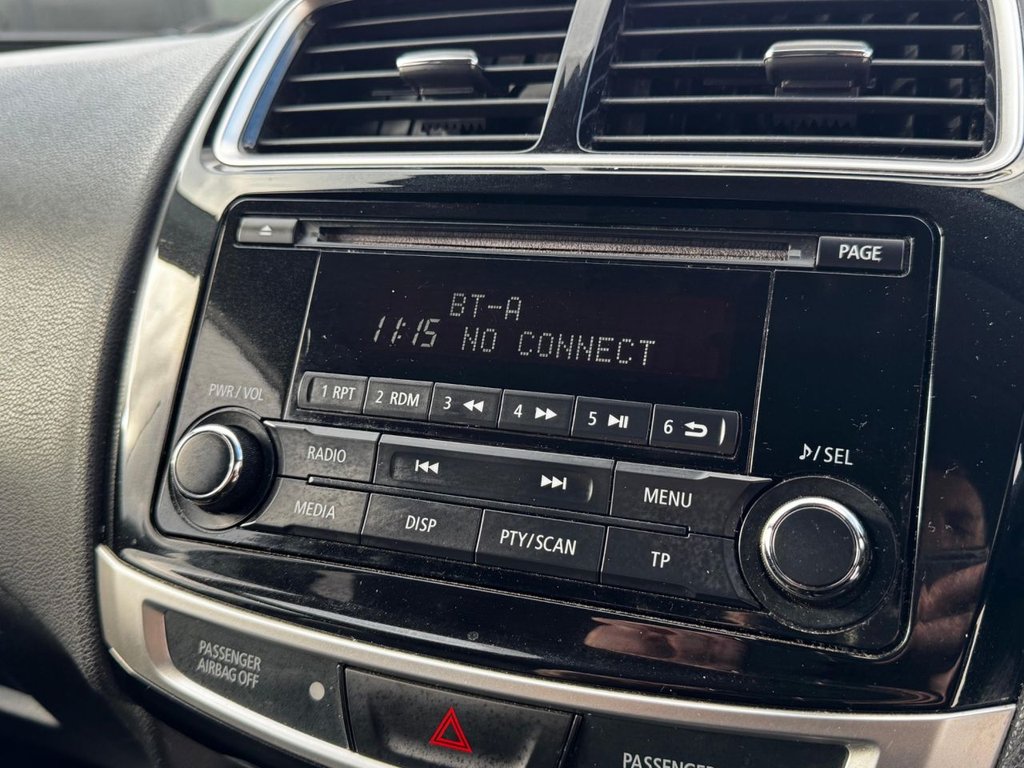 PAGE
BT-A
11:15 NO CONNECT
PWR/VOL
1 RPT 2 RDM 3 4 5 6
♪/SEL
RADIO
MENU
MEDIA DISP PTY/SCAN TP
PASSENGER
AIRBAG OFF
PASSENGER